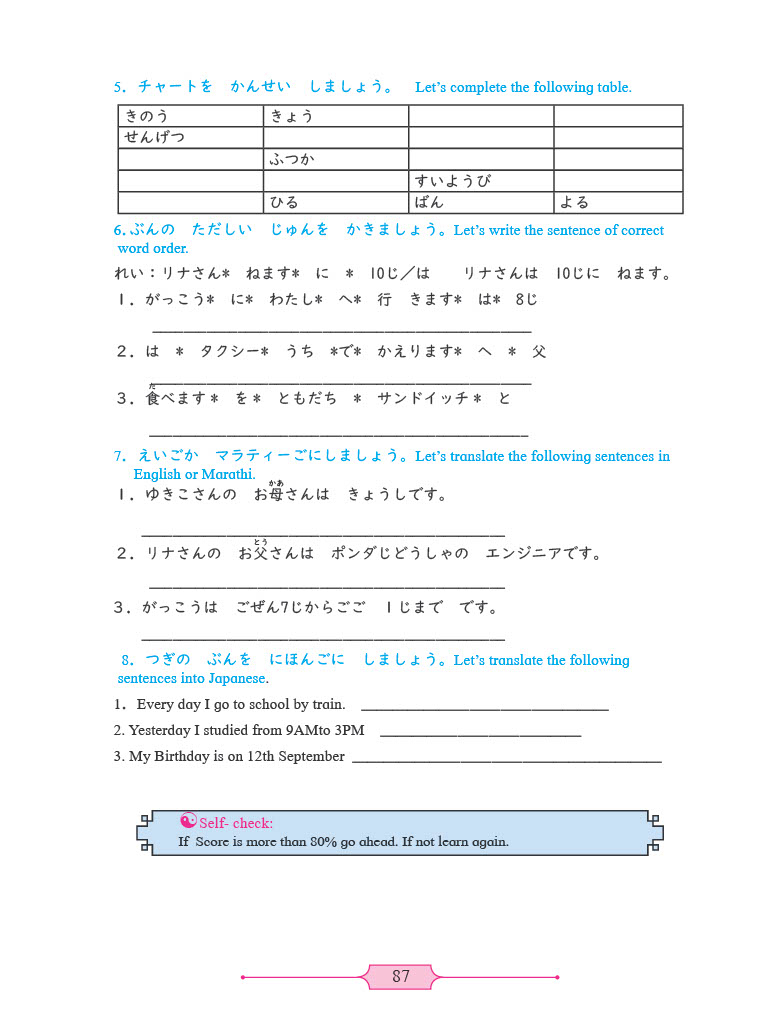 5. チャートを　かんせい　しましょう。　Let's complete the following table.
きのう　きょう
せんげつ
ふつか
すいようび
ひる　ばん　よる
6.ぶんの　ただしい　じゅんを　かきましょう。Let's write the sentence of correct
word order.
れい：リナさん*　ねます*　に　*　10じ／は　　リナさんは　10じに　ねます。
1. がっこう*　に*　わたし*　へ*　行　きます*　は*　8じ
2. は　*　タクシー*　うち　*で*　かえります*　へ　*　父
た
3. 食べます *　を *　ともだち　*　サンドイッチ *　と
7. えいごか　マラティーごにしましょう。Let's translate the following sentences in
English or Marathi.
かあ
1. ゆきこさんの　お母さんは　きょうしです。
とう
2. リナさんの　お父さんは　ポンダじどうしゃの　エンジニアです。
3. がっこうは　ごぜん7じからごご　1じまで　です。
8. つぎの　ぶんを　にほんごに　しましょう。Let's translate the following
sentences into Japanese.
1. Every day I go to school by train.
2. Yesterday I studied from 9AMto 3PM
3. My Birthday is on 12th September
Self- check:
If Score is more than 80% go ahead. If not learn again.
87